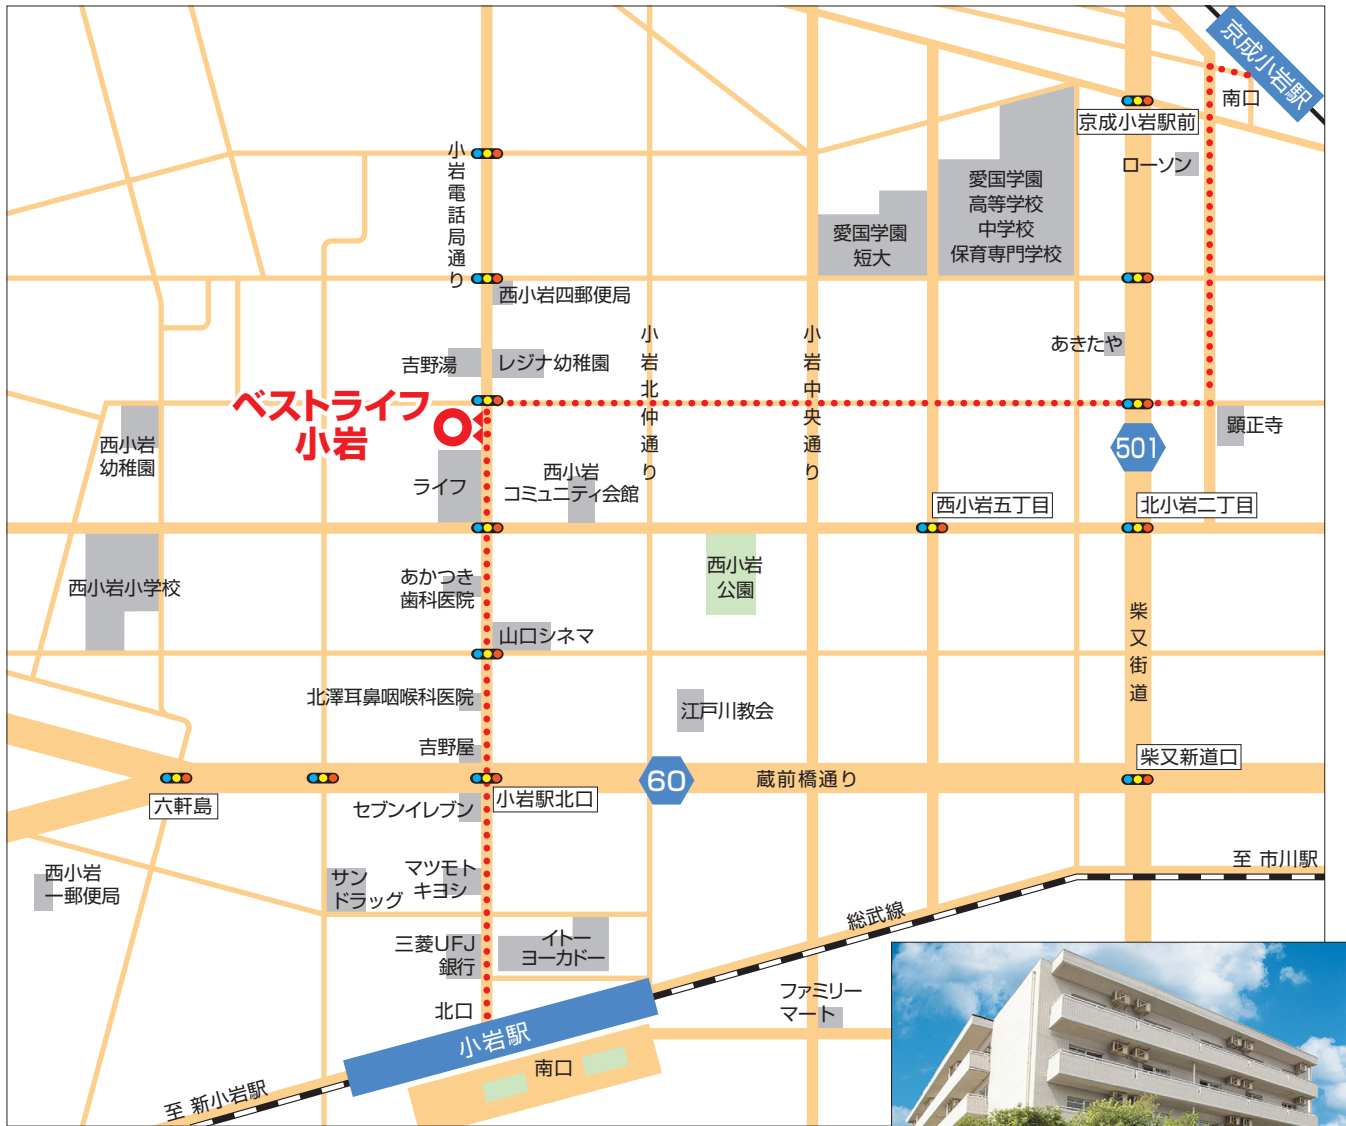 京成小岩駅
南口
京成小岩駅前
ローソン
小岩電話局通り
愛国学園
高等学校
中学校
保育専門学校
愛国学園
短大
西小岩四郵便局
あきたや
吉野湯
レジナ幼稚園
小岩北仲通り
小岩中央通り
ベストライフ
小岩
西小岩
幼稚園
顕正寺
501
ライフ
西小岩
コミュニティ会館
西小岩五丁目
北小岩二丁目
西小岩小学校
あかつき
歯科医院
西小岩
公園
山口シネマ
柴又街道
北澤耳鼻咽喉科医院
江戸川教会
吉野屋
60
蔵前橋通り
柴又新道口
六軒島
セブンイレブン
小岩駅北口
西小岩
一郵便局
サン
ドラッグ
マツモト
キヨシ
至 市川駅
総武線
三菱UFJ
銀行
イトー
ヨーカドー
北口
小岩駅
ファミリー
マート
南口
至 新小岩駅